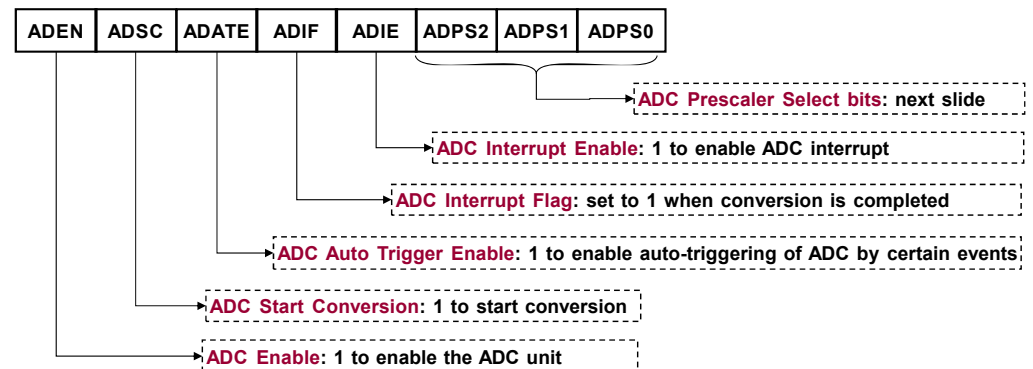 ADEN ADSC ADATE ADIF ADIE ADPS2 ADPS1 ADPS0
ADC Prescaler Select bits: next slide
ADC Interrupt Enable: 1 to enable ADC interrupt
ADC Interrupt Flag: set to 1 when conversion is completed
ADC Auto Trigger Enable: 1 to enable auto-triggering of ADC by certain events
ADC Start Conversion: 1 to start conversion
ADC Enable: 1 to enable the ADC unit